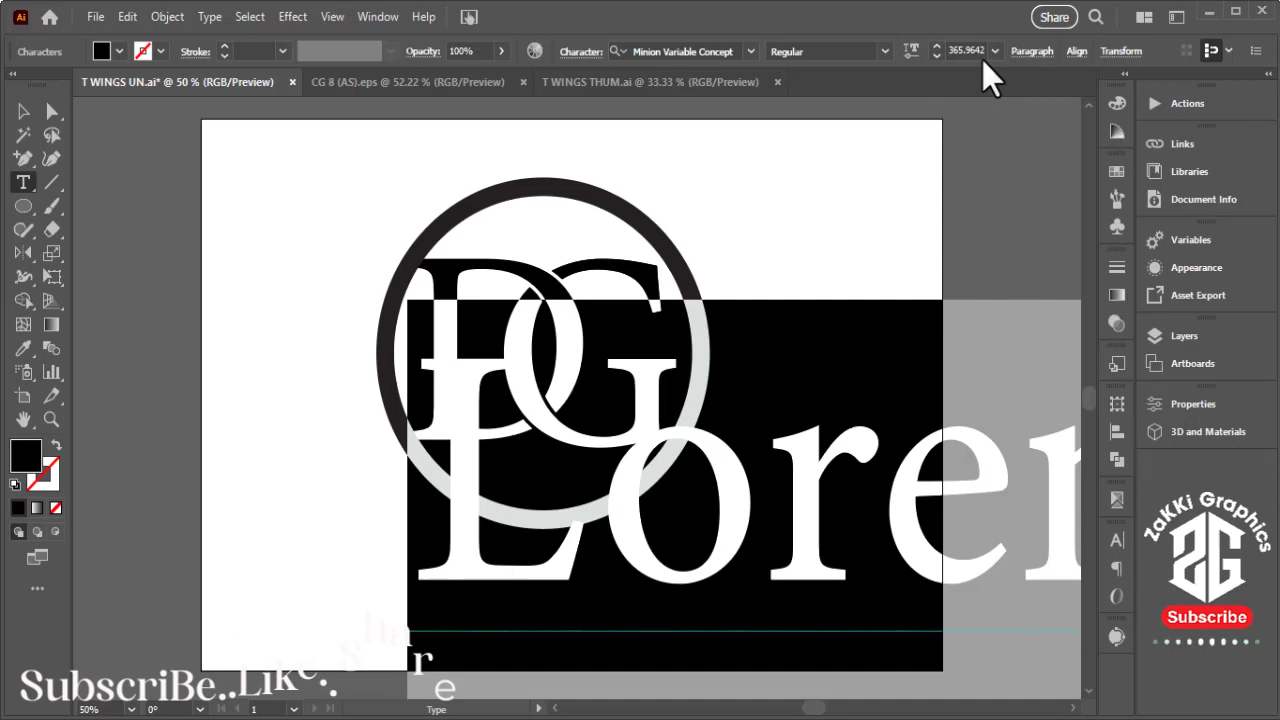 Ai File Edit Object Type Select Effect View Window Help Share
Characters Stroke: Opacity: 100% Character: Minion Variable Concept Regular 365.9642 Paragraph Align Transform
T WINGS UN.ai* @ 50 % (RGB/Preview) × CG 8 (AS).eps @ 52.22 % (RGB/Preview) × T WINGS THUM.ai @ 33.33 % (RGB/Preview) ×
Actions
Links
Libraries
Document Info
Variables
Appearance
Asset Export
Layers
Artboards
Properties
3D and Materials
DG
Lorem
ZaKKi Graphics
ZG
Subscribe
SubscriBe..Like..
50% 0° 1 Type